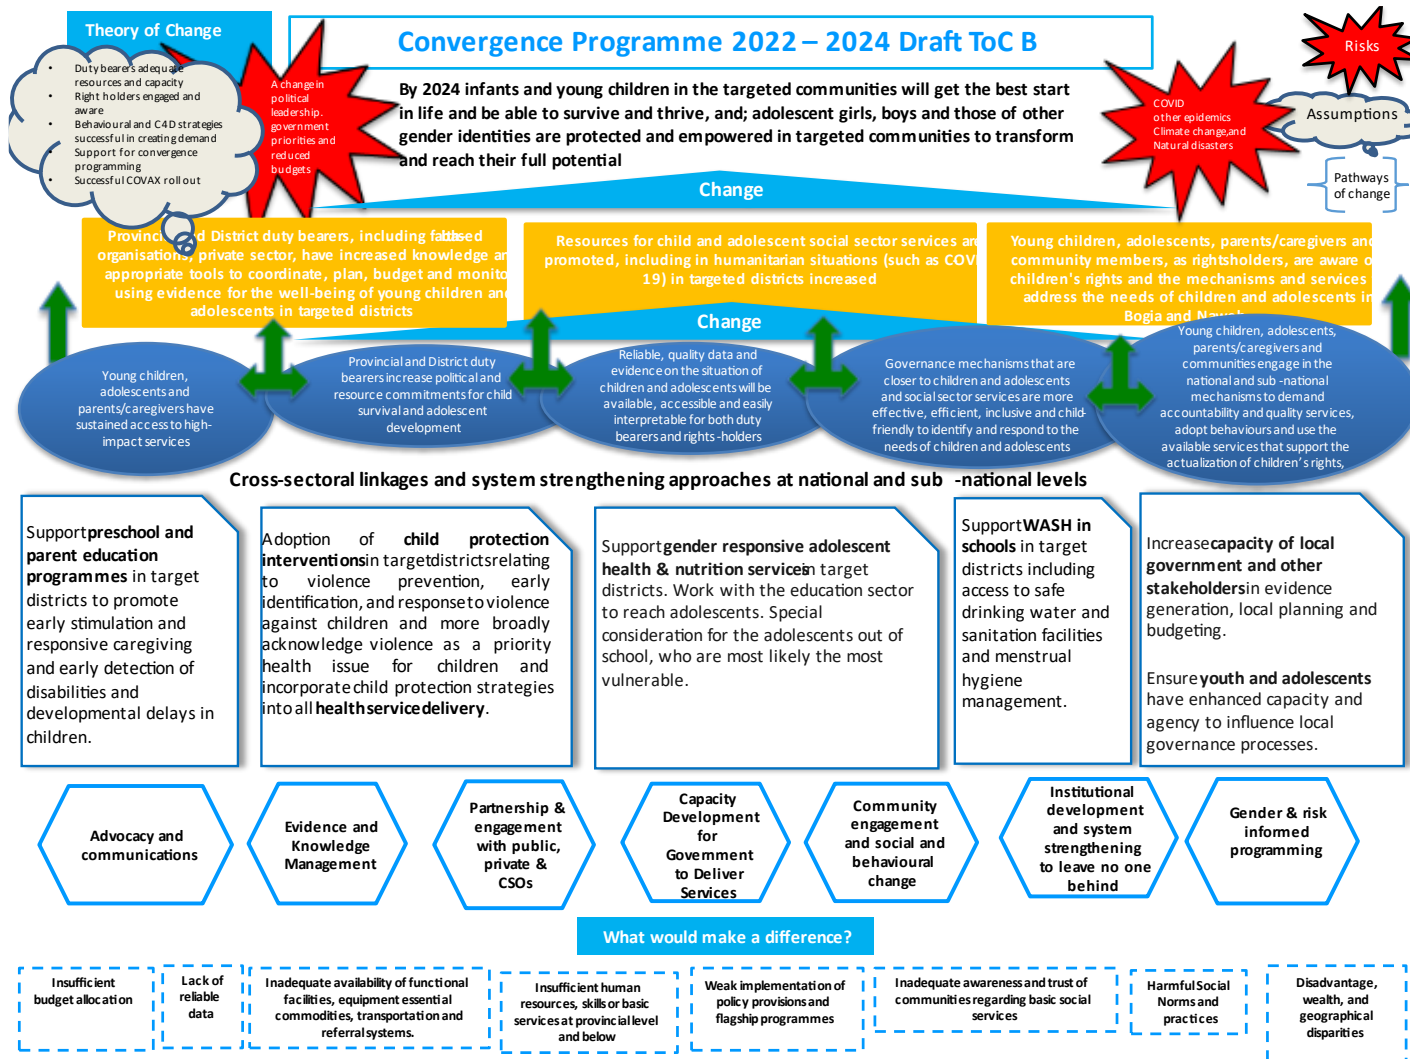 Theory of Change
Convergence Programme 2022 – 2024 Draft ToC B
Risks
Assumptions
Pathways
of change
• Duty bearers adequate
resources and capacity
• Right holders engaged and
aware
• Behavioural and C4D strategies
successful in creating demand
• Support for convergence
programming
• Successful COVAX roll out
A change in
political
leadership.
government
priorities and
reduced
budgets
By 2024 infants and young children in the targeted communities will get the best start
in life and be able to survive and thrive, and; adolescent girls, boys and those of other
gender identities are protected and empowered in targeted communities to transform
and reach their full potential
COVID
other epidemics
Climate change,and
Natural disasters
Change
District duty bearers, including
organisations, private sector, have increased knowledge
appropriate tools to coordinate, plan, budget and
using evidence for the well-being of young children
adolescents in targeted districts
Resources for child and adolescent social sector services
promoted, including in humanitarian situations (such as
19) in targeted districts increased
Young children, adolescents, parents/caregivers
community members, as rightsholders, are aware
children's rights and the mechanisms and services
address the needs of children and adolescents in
Bogia and
Change
Young children,
adolescents and
parents/caregivers have
sustained access to high-
impact services
Provincial and District duty
bearers increase political and
resource commitments for child
survival and adolescent
development
Reliable, quality data and
evidence on the situation of
children and adolescents will be
available, accessible and easily
interpretable for both duty
bearers and rights -holders
Governance mechanisms that are
closer to children and adolescents
and social sector services are more
effective, efficient, inclusive and child-
friendly to identify and respond to the
needs of children and adolescents
Young children, adolescents,
parents/caregivers and
communities engage in the
national and sub -national
mechanisms to demand
accountability and quality services,
adopt behaviours and use the
available services that support the
actualization of children's rights,
Cross-sectoral linkages and system strengthening approaches at national and sub -national levels
Support preschool and
parent education
programmes in target
districts to promote
early stimulation and
responsive caregiving
and early detection of
disabilities and
developmental delays in
children.
Adoption of child protection
interventions in target districts relating
to violence prevention, early
identification, and response to violence
against children and more broadly
acknowledge violence as a priority
health issue for children and
incorporate child protection strategies
into all health service delivery.
Support gender responsive adolescent
health & nutrition services in target
districts. Work with the education sector
to reach adolescents. Special
consideration for the adolescents out of
school, who are most likely the most
vulnerable.
Support WASH in
schools in target
districts including
access to safe
drinking water and
sanitation facilities
and menstrual
hygiene
management.
Increase capacity of local
government and other
stakeholders in evidence
generation, local planning and
budgeting.
Ensure youth and adolescents
have enhanced capacity and
agency to influence local
governance processes.
Advocacy and
communications
Evidence and
Knowledge
Management
Partnership &
engagement
with public,
private &
CSOs
Capacity
Development
for
Government
to Deliver
Services
Community
engagement
and social and
behavioural
change
Institutional
development
and system
strengthening
to leave no one
behind
Gender & risk
informed
programming
What would make a difference?
Insufficient
budget allocation
Lack of
reliable
data
Inadequate availability of functional
facilities, equipment essential
commodities, transportation and
referral systems.
Insufficient human
resources, skills or basic
services at provincial level
and below
Weak implementation of
policy provisions and
flagship programmes
Inadequate awareness and trust of
communities regarding basic social
services
Harmful Social
Norms and
practices
Disadvantage,
wealth, and
geographical
disparities